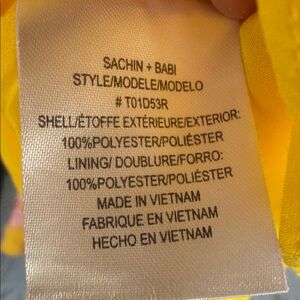 SACHIN + BABI
STYLE/MODELE/MODELO
# T01D53R
SHELL/ÉTOFFE EXTÉRIEURE/EXTERIOR:
100%POLYESTER/POLIÉSTER
LINING/ DOUBLURE/FORRO:
100%POLYESTER/POLIÉSTER
MADE IN VIETNAM
FABRIQUE EN VIETNAM
HECHO EN VIETNAM